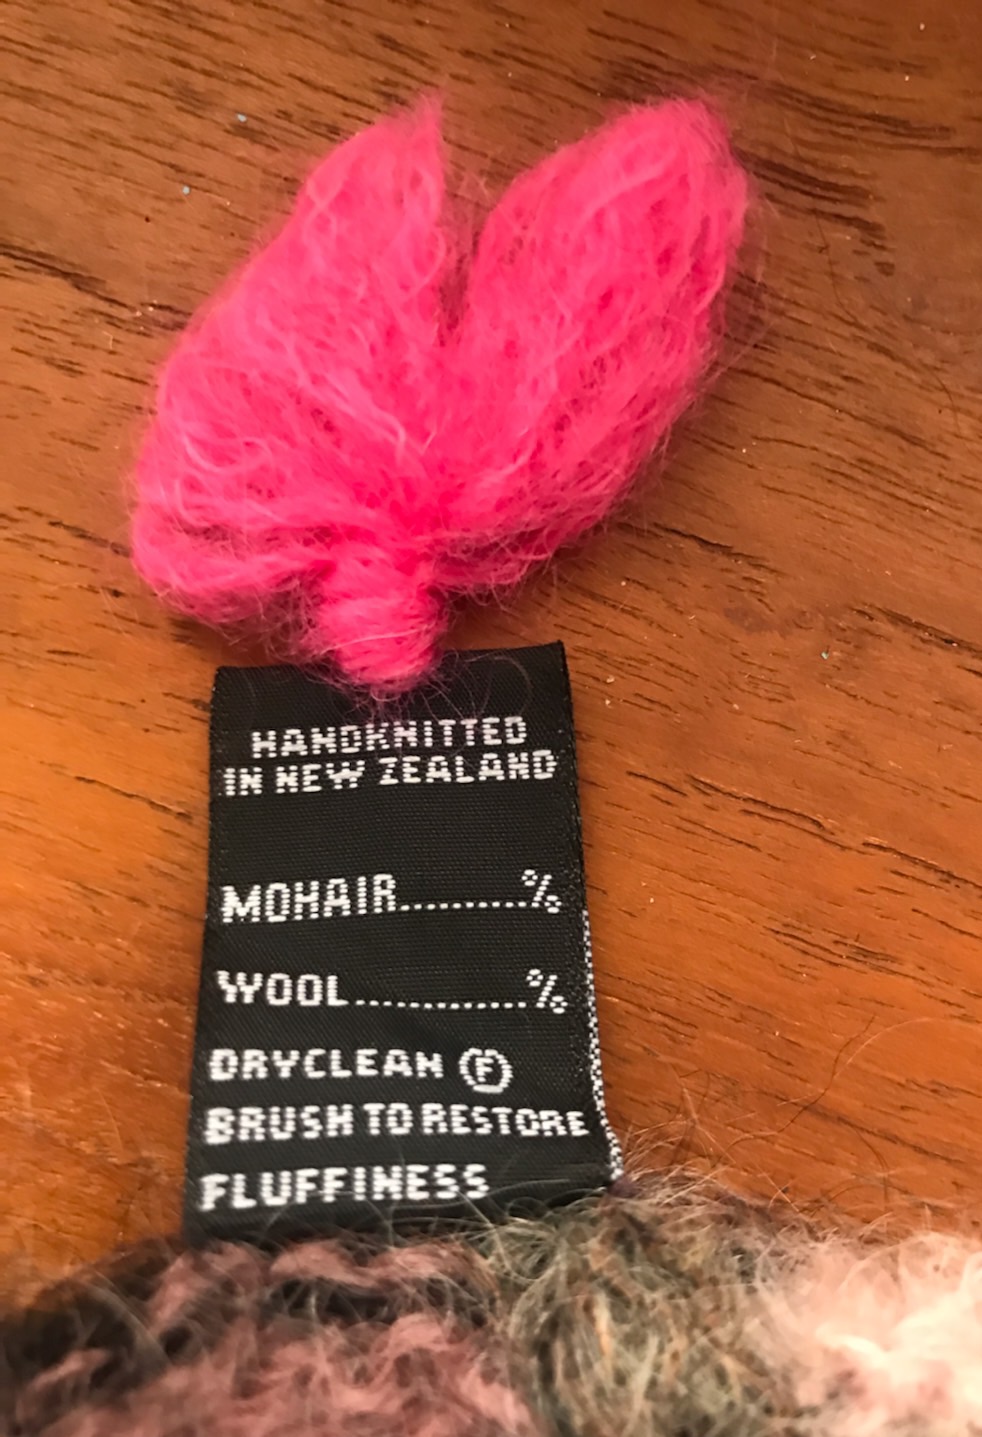 HANDKNITTED
IN NEW ZEALAND
MOHAIR..........%
WOOL.............%
DRYCLEAN Ⓕ
BRUSH TO RESTORE
FLUFFINESS